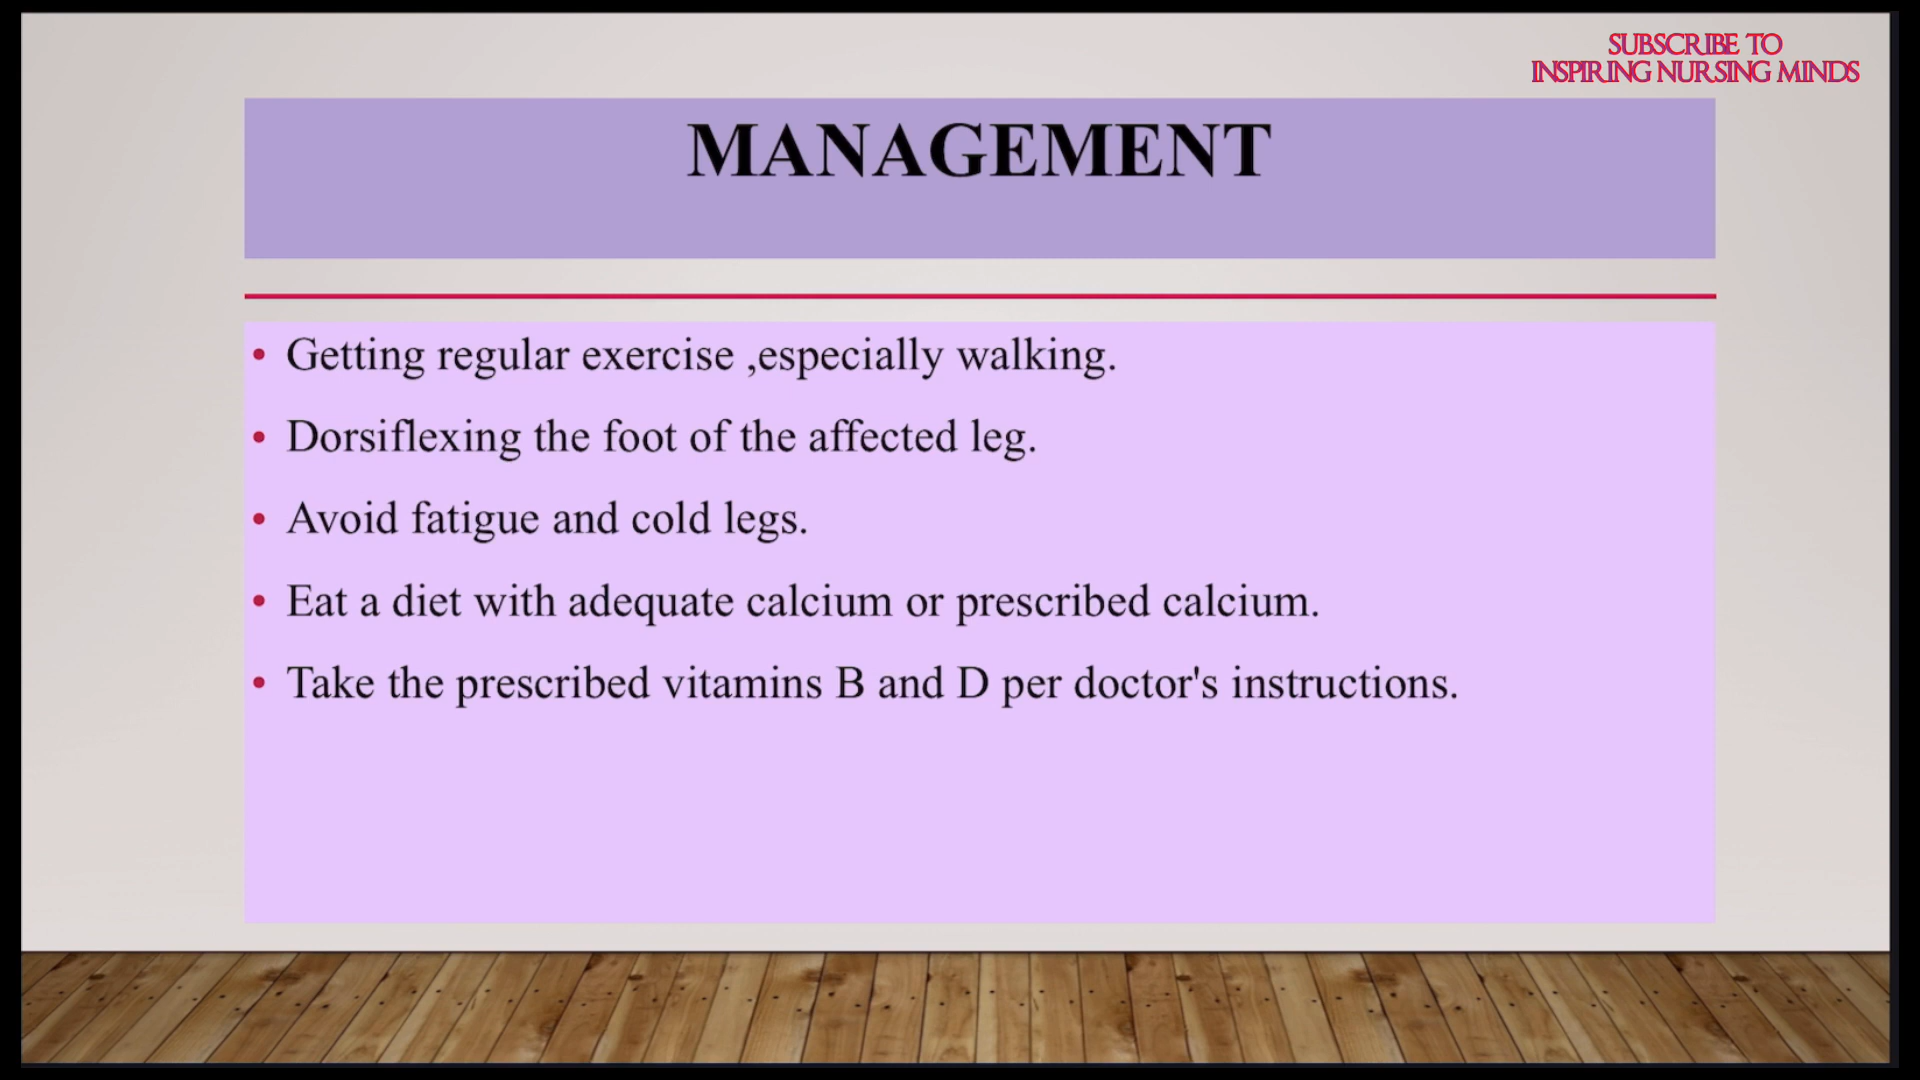 SUBSCRIBE TO
INSPIRING NURSING MINDS
MANAGEMENT
• Getting regular exercise ,especially walking.
• Dorsiflexing the foot of the affected leg.
• Avoid fatigue and cold legs.
• Eat a diet with adequate calcium or prescribed calcium.
• Take the prescribed vitamins B and D per doctor's instructions.